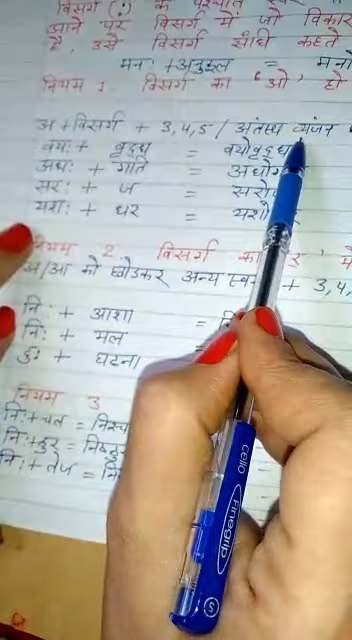 विसर्ग (:) के पश्चात स्वर
आने पर विसर्ग में जो विकार
है, उसे विसर्ग संधि कहते
मन: + अनुकूल = मनो
नियम 1 विसर्ग का 'ओ' हो
अ + विसर्ग + 3,4,5 / अंतस्थ व्यंजन
वय: + वृद्ध = वयोवृद्ध
अध: + गति = अधोग
सर: + ज = सरो
यश: + धर = यशो
नियम 2 विसर्ग का र
अ/आ को छोडकर अन्य स्व + 3,4,
नि: + आशा =
नि: + मल =
दु: + घटना
नियम 3
नि: + चल = निश्च
नि: + ठुर = निष्ठुर
नि: + तेज = नि
cello
Finegrip